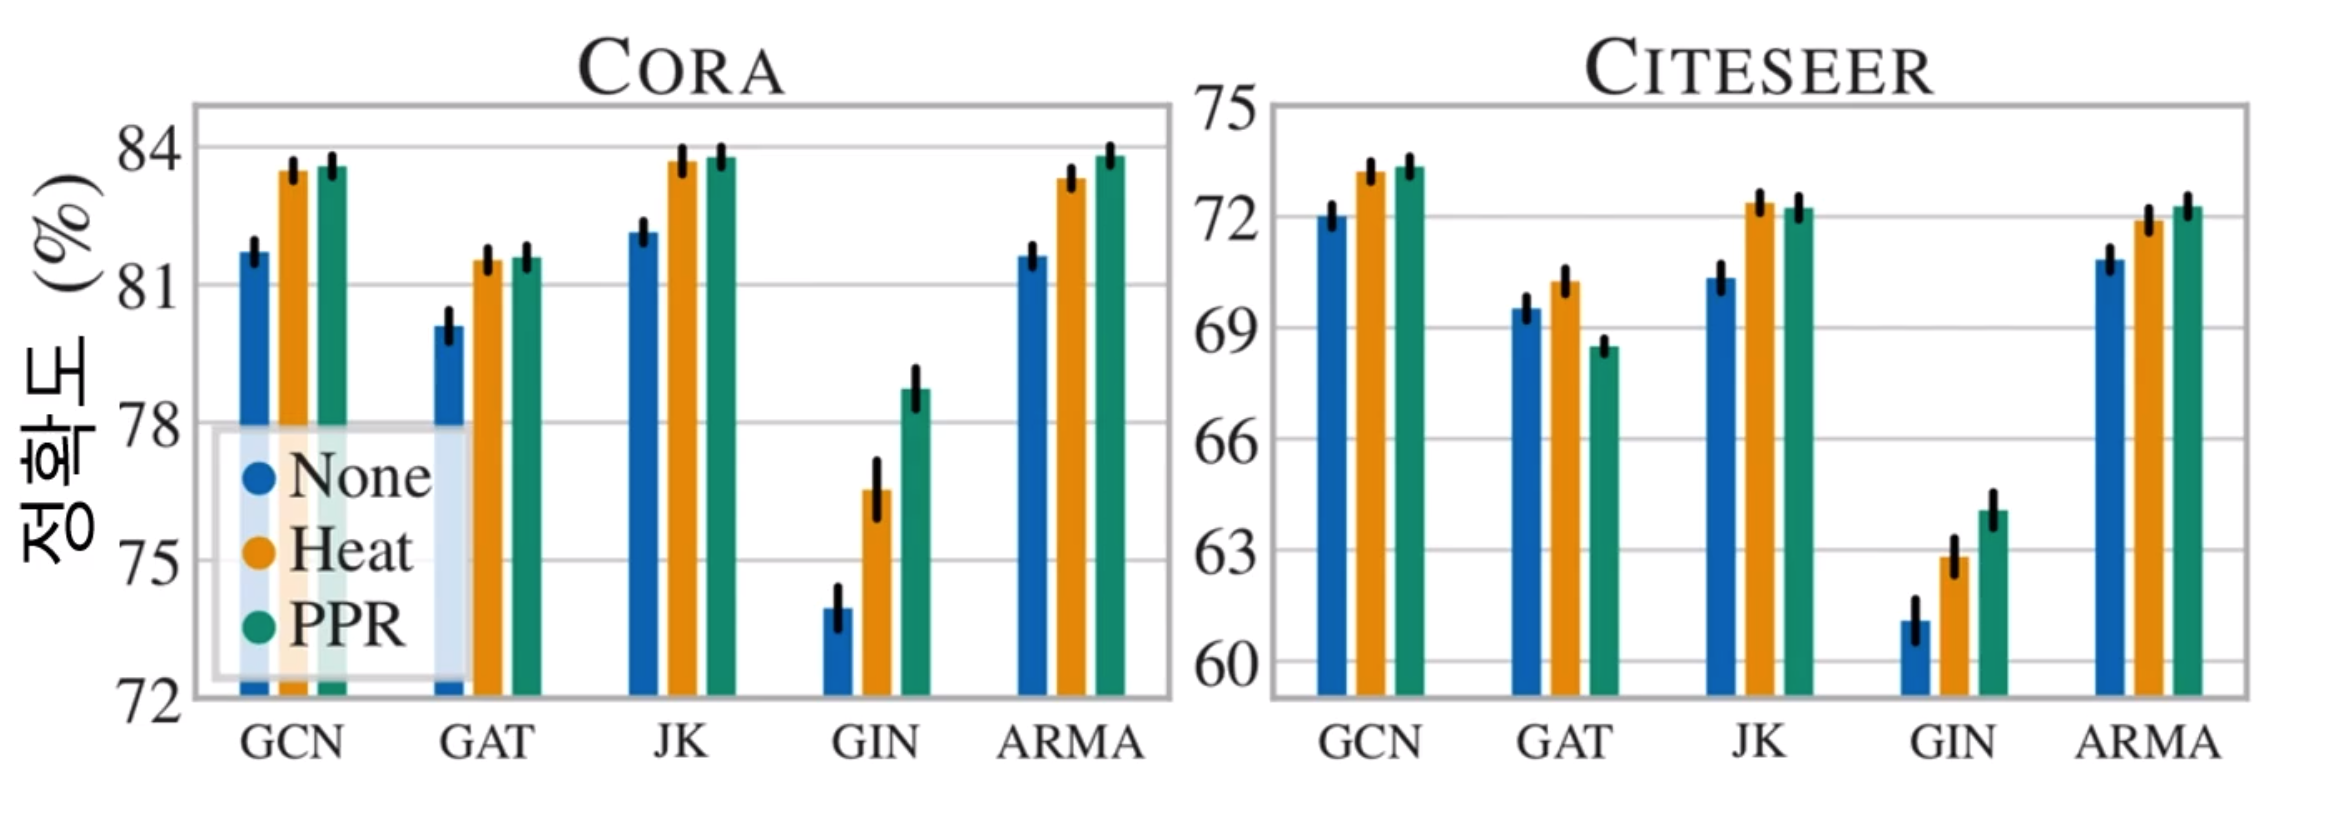 CORA
84
81
78
75
72
정확도 (%)
None
Heat
PPR
GCN GAT JK GIN ARMA
CITESEER
75
72
69
66
63
60
GCN GAT JK GIN ARMA